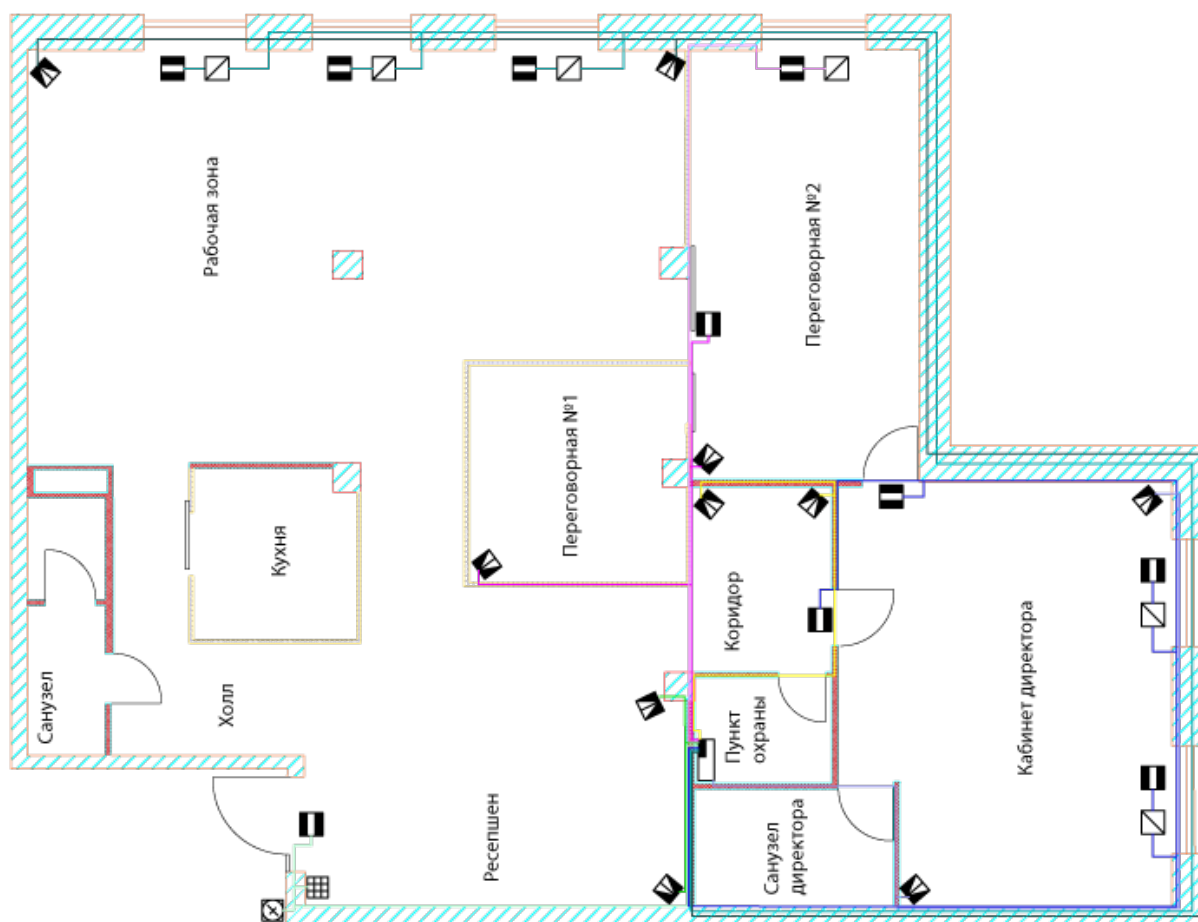 Рабочая зона
Переговорная №2
Переговорная №1
Кухня
Санузел
Холл
Коридор
Пункт
охраны
Кабинет директора
Ресепшен
Санузел
директора